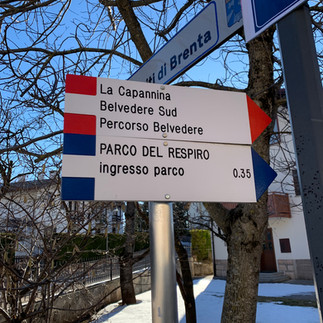 di Brenta
La Capannina
Belvedere Sud
Percorso Belvedere
PARCO DEL RESPIRO
ingresso parco 0.35